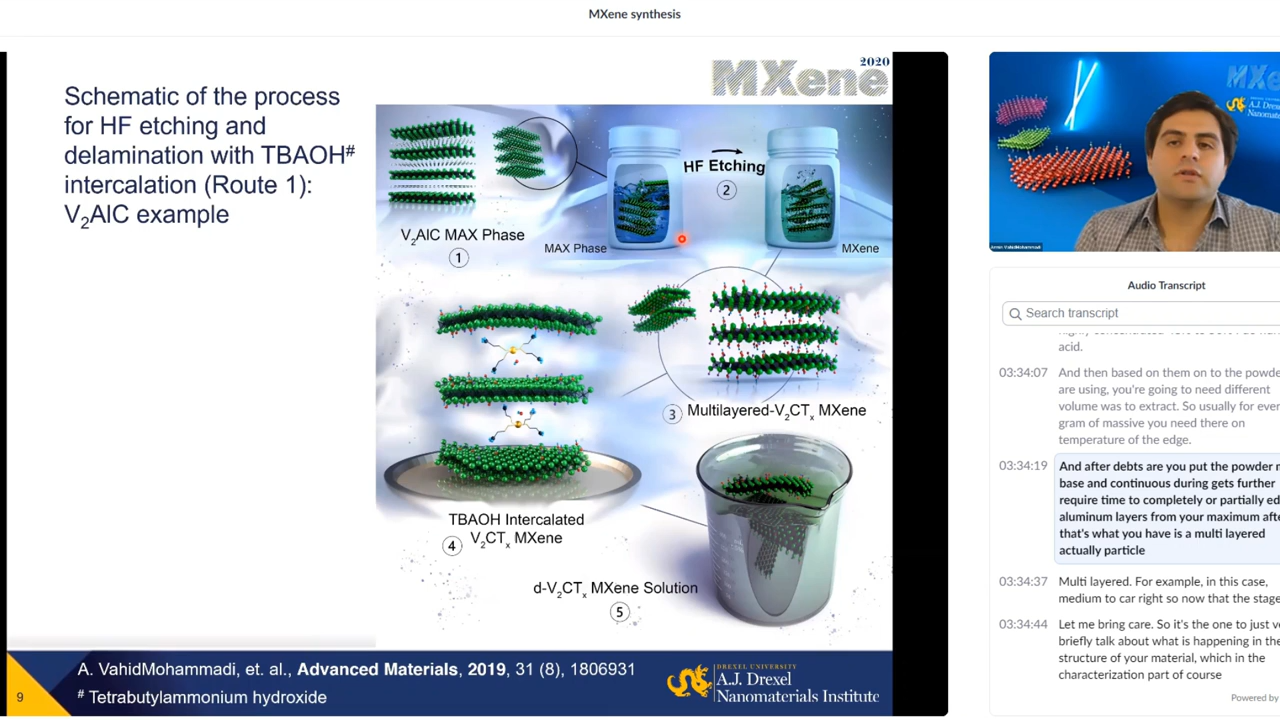 MXene synthesis
Schematic of the process
for HF etching and
delamination with TBAOH#
intercalation (Route 1):
V2AlC example
2020
MXene
HF Etching
2
V2AlC MAX Phase
1
MAX Phase
MXene
3 Multilayered-V2CTx MXene
TBAOH Intercalated
4 V2CTx MXene
d-V2CTx MXene Solution
5
A. VahidMohammadi, et. al., Advanced Materials, 2019, 31 (8), 1806931
# Tetrabutylammonium hydroxide
9
DREXEL UNIVERSITY
A.J. Drexel
Nanomaterials Institute
Audio Transcript
Search transcript
acid.
03:34:07 And then based on them on to the powde
are using, you're going to need different
volume was to extract. So usually for ever
gram of massive you need there on
temperature of the edge.
03:34:19 And after debts are you put the powder m
base and continuous during gets further
require time to completely or partially ed
aluminum layers from your maximum afte
that's what you have is a multi layered
actually particle
03:34:37 Multi layered. For example, in this case,
medium to car right so now that the stage
03:34:44 Let me bring care. So it's the one to just ve
briefly talk about what is happening in the
structure of your material, which in the
characterization part of course
Powered by